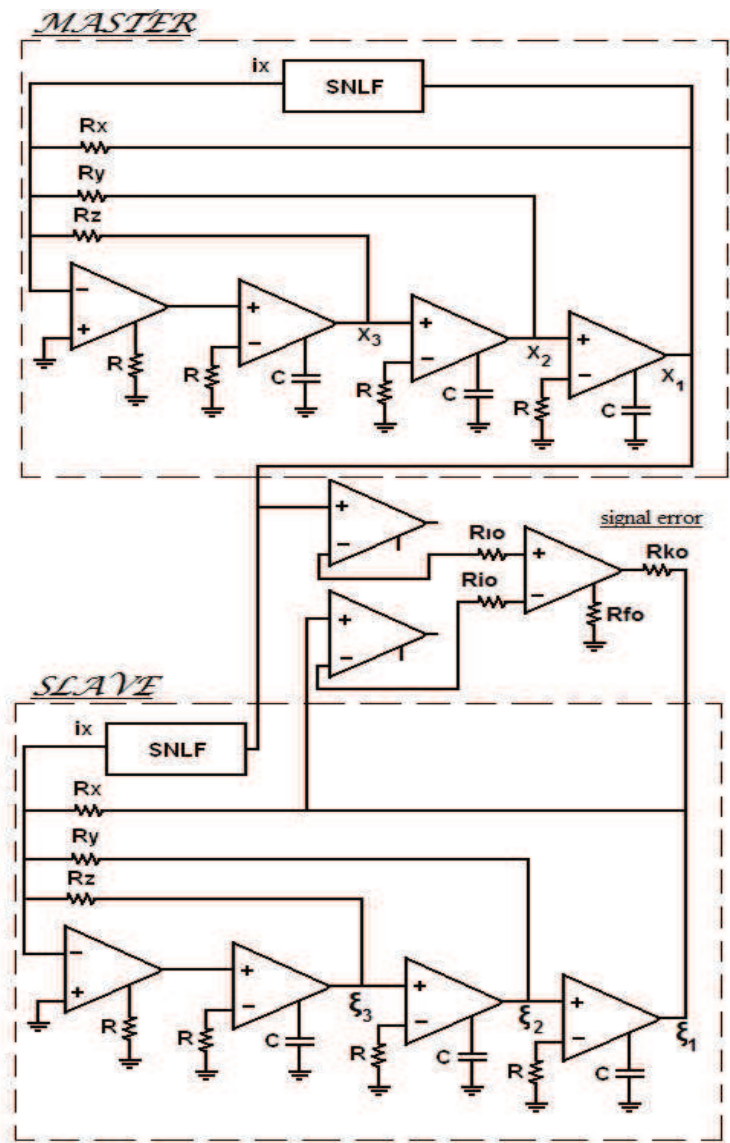 MASTER
ix
SNLF
Rx
Ry
Rz
- + - + - + -
+
x3
x2
x1
R
R
C
R
C
R
C
signal error
+
-
Rio
+
Rko
Rio
-
Rfo
+
-
SLAVE
ix
SNLF
Rx
Ry
Rz
- + + +
+ - - -
ξ3
ξ2
ξ1
R
R
C
R
C
R
C